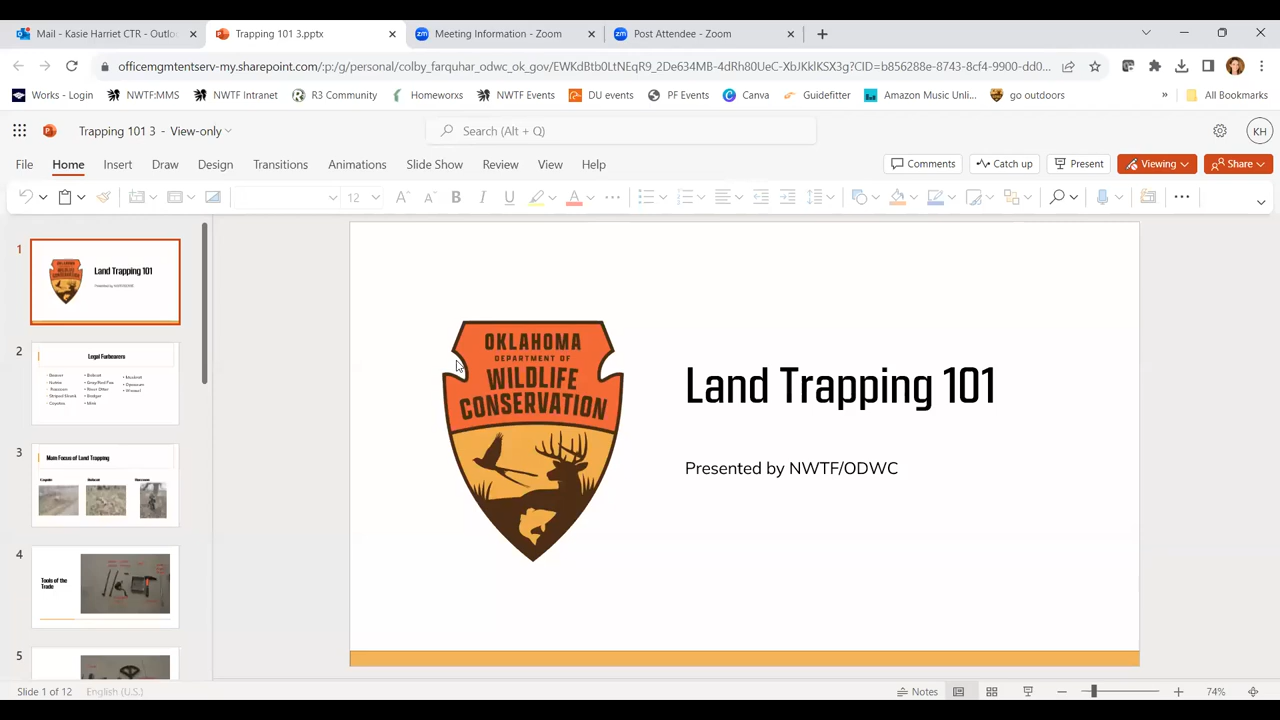 Mail - Kasie Harriet CTR - Outlo
Trapping 101 3.pptx
Meeting Information - Zoom
Post Attendee - Zoom
officemgmtentserv-my.sharepoint.com/:p:/g/personal/colby_farquhar_odwc_ok_gov/EWKdBtb0LtNEqR9_2De634MB-4dRh80UeC-XbJKklKSX3g?CID=b856288e-8743-8cf4-9900-dd0...
Works - Login
NWTF:MMS
NWTF Intranet
R3 Community
Homeworx
NWTF Events
DU events
PF Events
Canva
Guidefitter
Amazon Music Unli...
go outdoors
»
All Bookmarks
Trapping 101 3 - View-only
Search (Alt + Q)
KH
File Home Insert Draw Design Transitions Animations Slide Show Review View Help
Comments
Catch up
Present
Viewing
Share
12
B I U A
1
Land Trapping 101
2
Legal Furbearers
Raccoon
Striped Skunk
Coyotes
Bobcat
Gray/Red Fox
River Otter
Badger
Mink
Muskrat
Opossum
Weasel
3
Main Focus of Land Trapping
Coyote
Bobcat
Raccoon
4
Tools of the
Trade
5
OKLAHOMA
DEPARTMENT OF
WILDLIFE
CONSERVATION
Land Trapping 101
Presented by NWTF/ODWC
Slide 1 of 12
English (U.S.)
Notes
74%